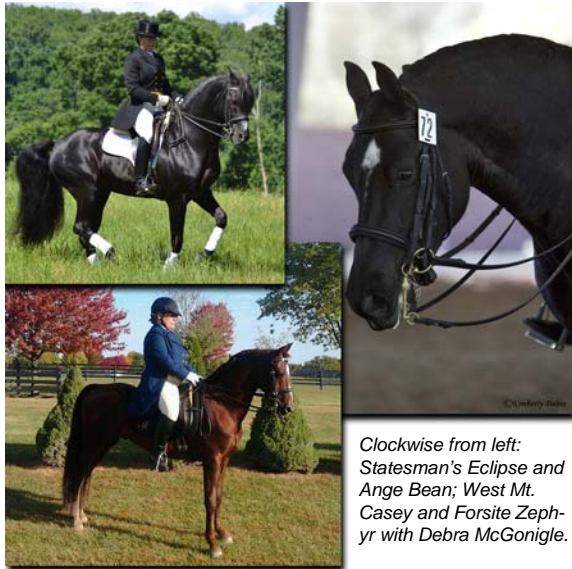 72
©Kimberly Dobis
Clockwise from left:
Statesman's Eclipse and
Ange Bean; West Mt.
Casey and Forsite Zeph-
yr with Debra McGonigle.